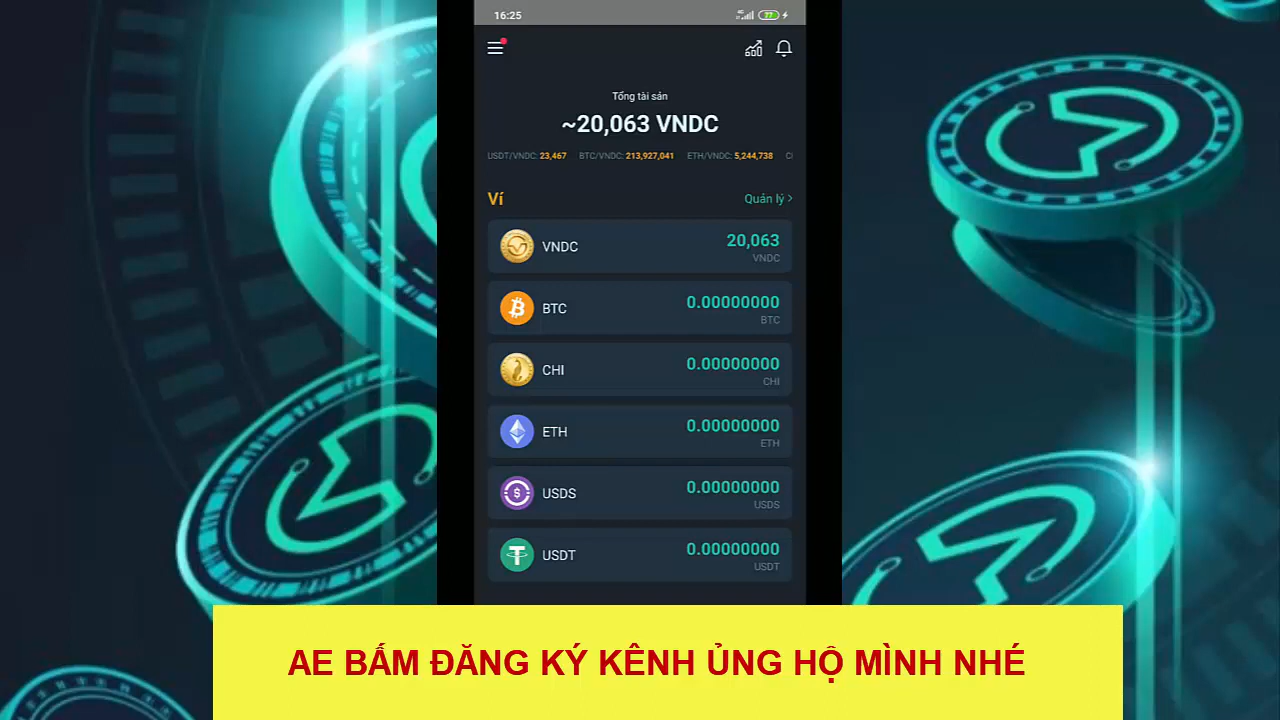 16:25
4G
77
Tổng tài sản
~20,063 VNDC
USDT/VNDC: 23,467 BTC/VNDC: 213,927,041 ETH/VNDC: 5,244,738 C
Ví Quản lý >
VNDC 20,063
VNDC
BTC 0.00000000
BTC
CHI 0.00000000
CHI
ETH 0.00000000
ETH
USDS 0.00000000
USDS
USDT 0.00000000
USDT
AE BẤM ĐĂNG KÝ KÊNH ỦNG HỘ MÌNH NHÉ